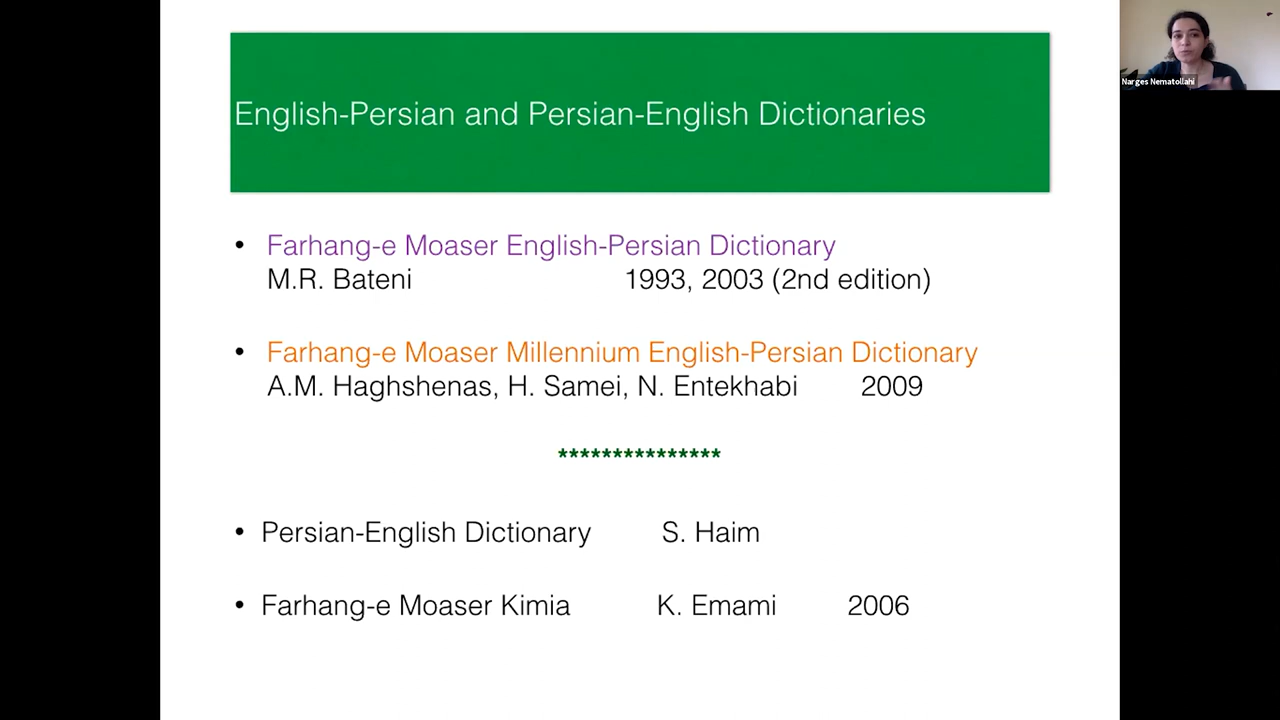 English-Persian and Persian-English Dictionaries
• Farhang-e Moaser English-Persian Dictionary
M.R. Bateni 1993, 2003 (2nd edition)
• Farhang-e Moaser Millennium English-Persian Dictionary
A.M. Haghshenas, H. Samei, N. Entekhabi 2009
***************
• Persian-English Dictionary S. Haim
• Farhang-e Moaser Kimia K. Emami 2006
Narges Nematollahi